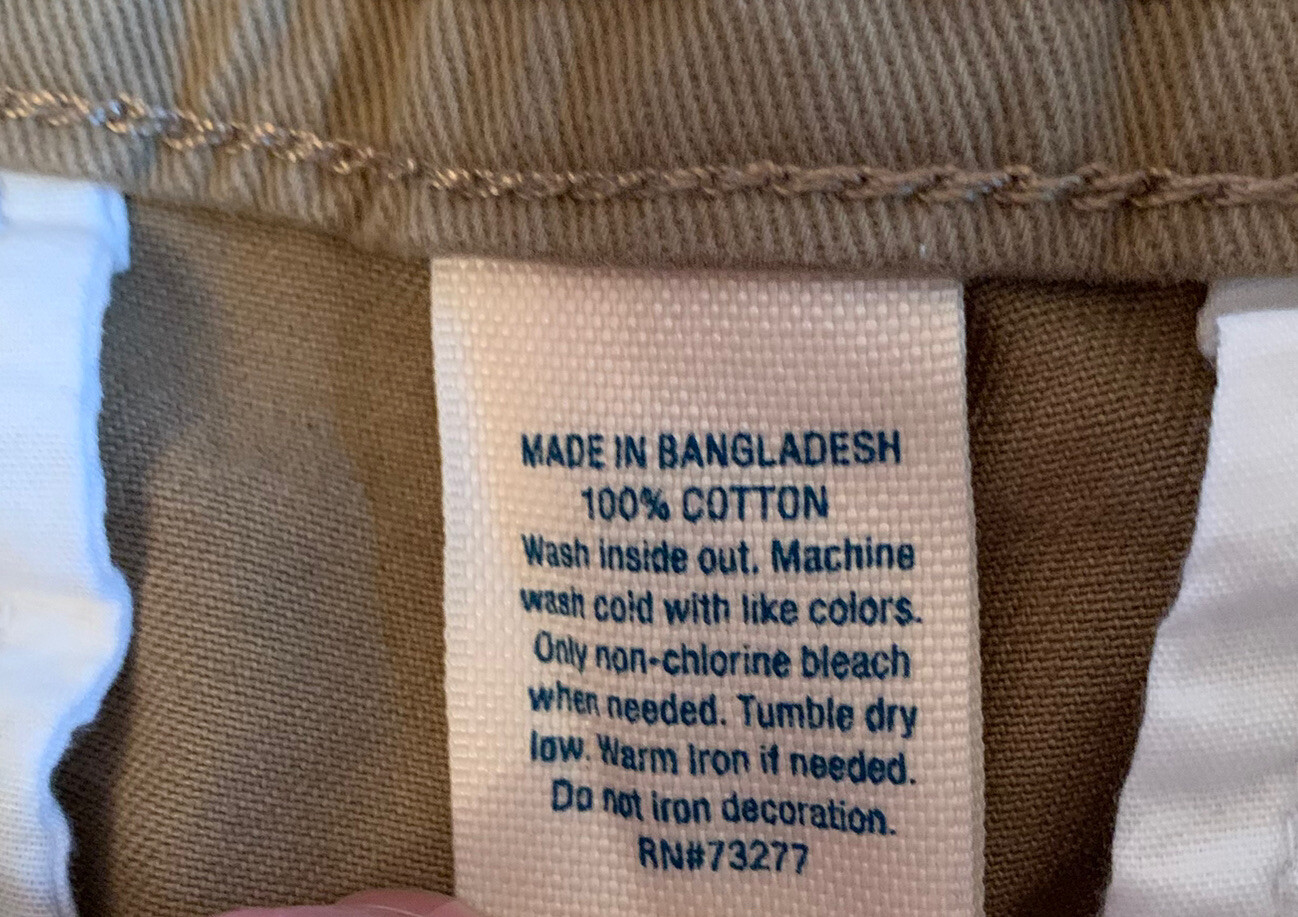 MADE IN BANGLADESH
100% COTTON
Wash inside out. Machine
wash cold with like colors.
Only non-chlorine bleach
when needed. Tumble dry
low. Warm Iron if needed.
Do not iron decoration.
RN#73277